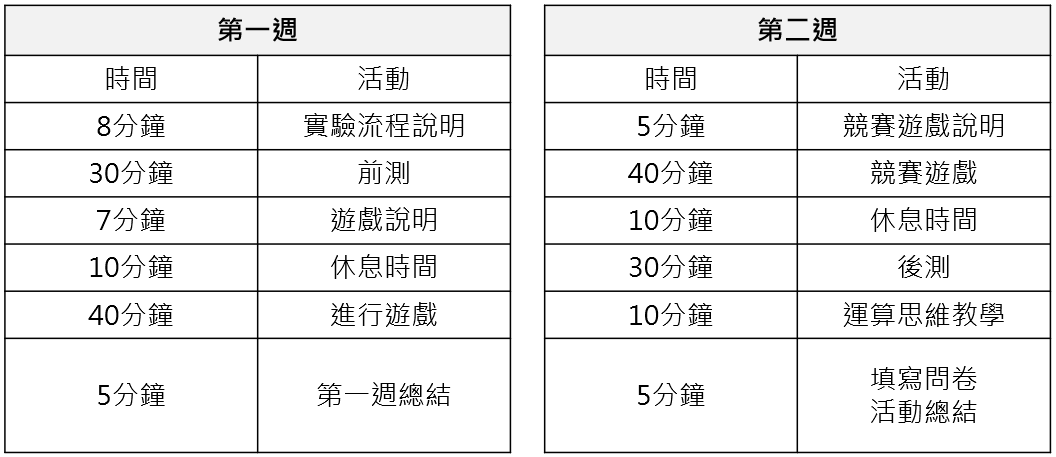 第一週
時間 活動
8分鐘 實驗流程說明
30分鐘 前測
7分鐘 遊戲說明
10分鐘 休息時間
40分鐘 進行遊戲
5分鐘 第一週總結
第二週
時間 活動
5分鐘 競賽遊戲說明
40分鐘 競賽遊戲
10分鐘 休息時間
30分鐘 後測
10分鐘 運算思維教學
5分鐘 填寫問卷
活動總結